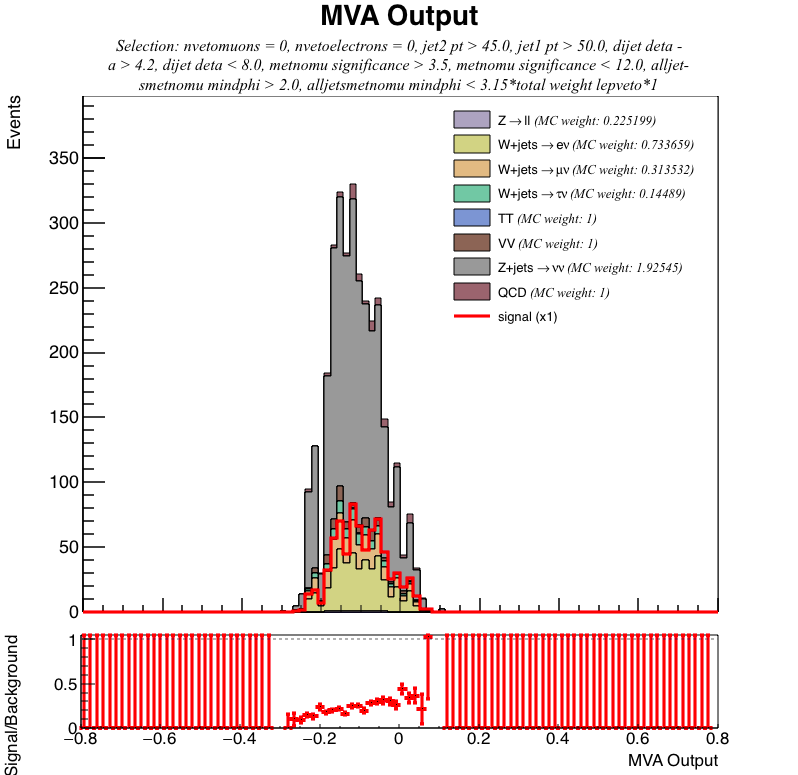 MVA Output
Selection: nvetomuons = 0, nvetoelectrons = 0, jet2 pt > 45.0, jet1 pt > 50.0, dijet deta -
a > 4.2, dijet deta < 8.0, metnomu significance > 3.5, metnomu significance < 12.0, alljet-
smetnomu mindphi > 2.0, alljetsmetnomu mindphi < 3.15*total weight lepveto*1
Events
350
300
250
200
150
100
50
0
Z→ll (MC weight: 0.225199)
W+jets→eν (MC weight: 0.733659)
W+jets→μν (MC weight: 0.313532)
W+jets→τν (MC weight: 0.14489)
TT (MC weight: 1)
VV (MC weight: 1)
Z+jets→νν (MC weight: 1.92545)
QCD (MC weight: 1)
signal (x1)
Signal/Background
1
0.5
0
−0.8 −0.6 −0.4 −0.2 0 0.2 0.4 0.6 0.8
MVA Output